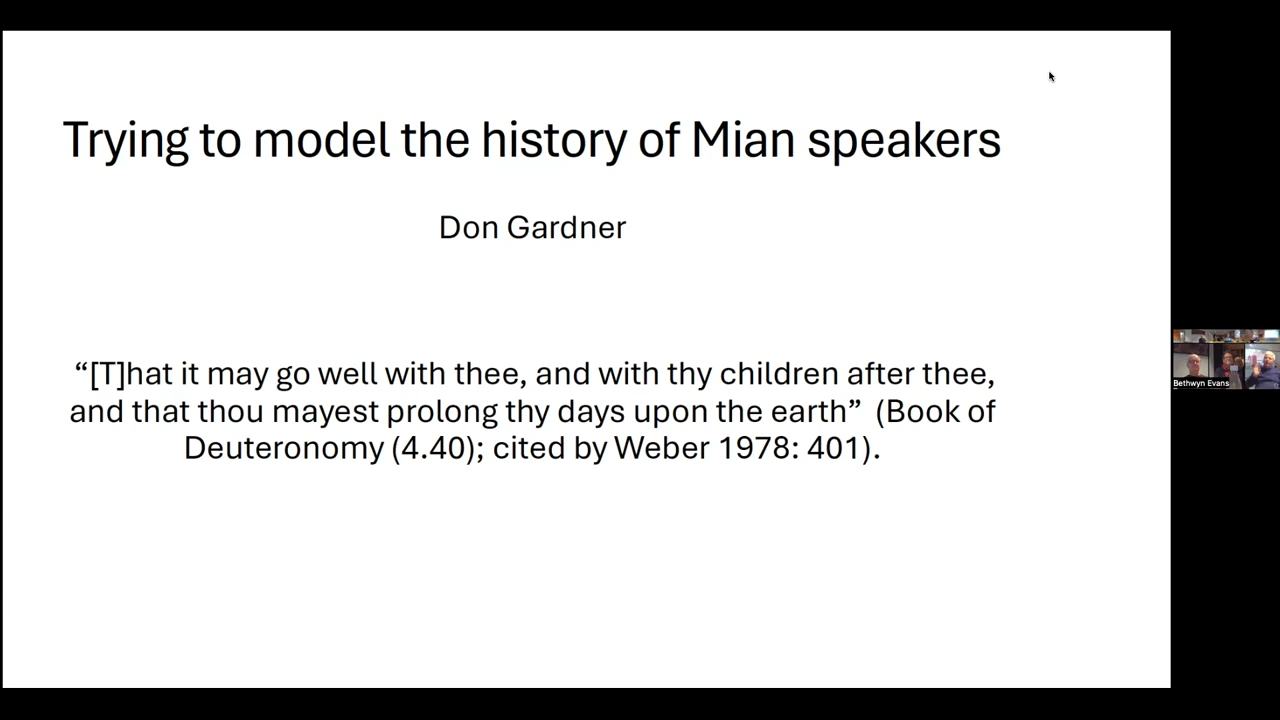 Trying to model the history of Mian speakers
Don Gardner
“[T]hat it may go well with thee, and with thy children after thee,
and that thou mayest prolong thy days upon the earth” (Book of
Deuteronomy (4.40); cited by Weber 1978: 401).
Bethwyn Evans